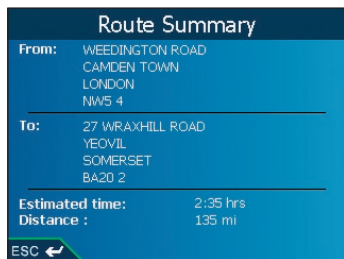 Route Summary
From: WEEDINGTON ROAD
CAMDEN TOWN
LONDON
NW5 4
To: 27 WRAXHILL ROAD
YEOVIL
SOMERSET
BA20 2
Estimated time: 2:35 hrs
Distance : 135 mi
ESC